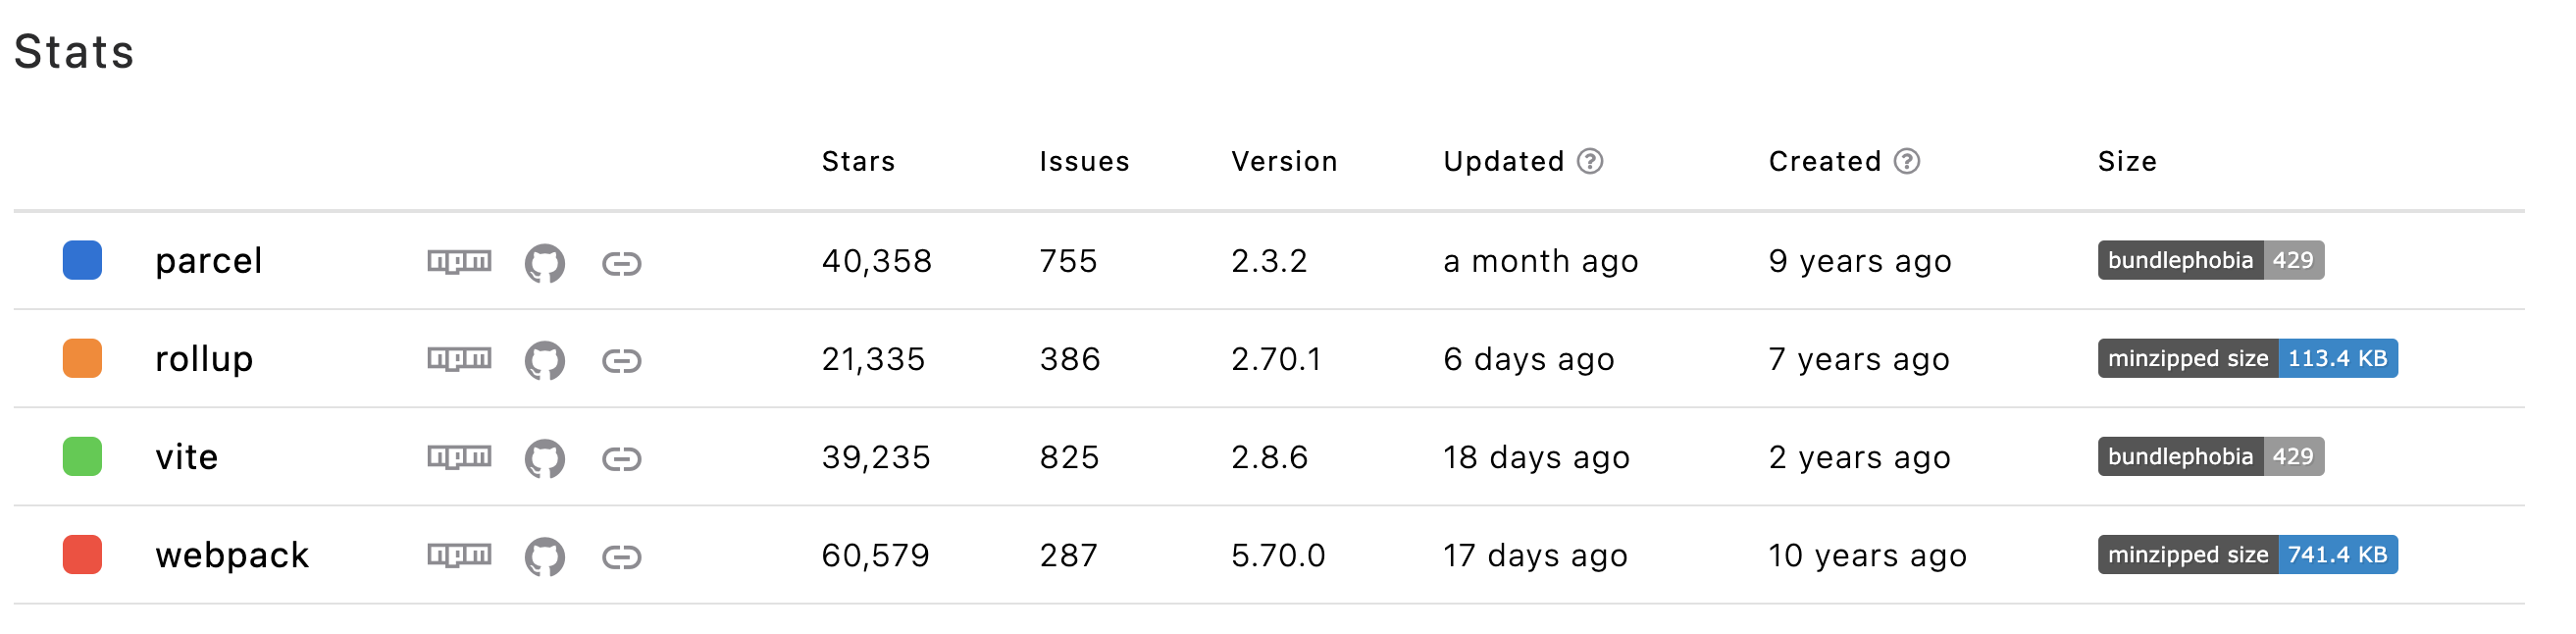 Stats
Stars Issues Version Updated ? Created ? Size
parcel npm 40,358 755 2.3.2 a month ago 9 years ago bundlephobia 429
rollup npm 21,335 386 2.70.1 6 days ago 7 years ago minzipped size 113.4 KB
vite npm 39,235 825 2.8.6 18 days ago 2 years ago bundlephobia 429
webpack npm 60,579 287 5.70.0 17 days ago 10 years ago minzipped size 741.4 KB